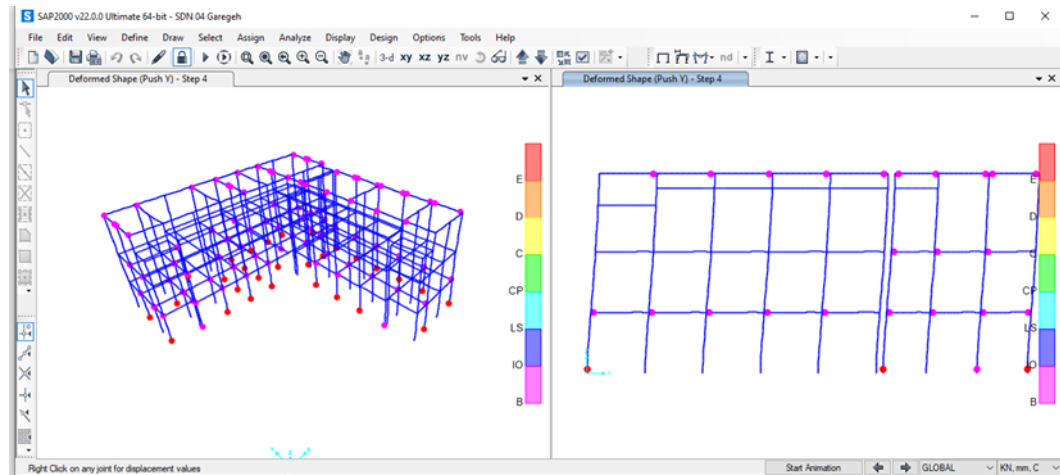 SAP2000 v22.0.0 Ultimate 64-bit - SDN 04 Garegeh
File Edit View Define Draw Select Assign Analyze Display Design Options Tools Help
3-d xy xz yz nv nd
Deformed Shape (Push Y) - Step 4
Deformed Shape (Push Y) - Step 4
E
D
C
CP
LS
IO
B
E
D
C
CP
LS
IO
B
Right Click on any joint for displacement values
Start Animation
GLOBAL
KN, mm, C